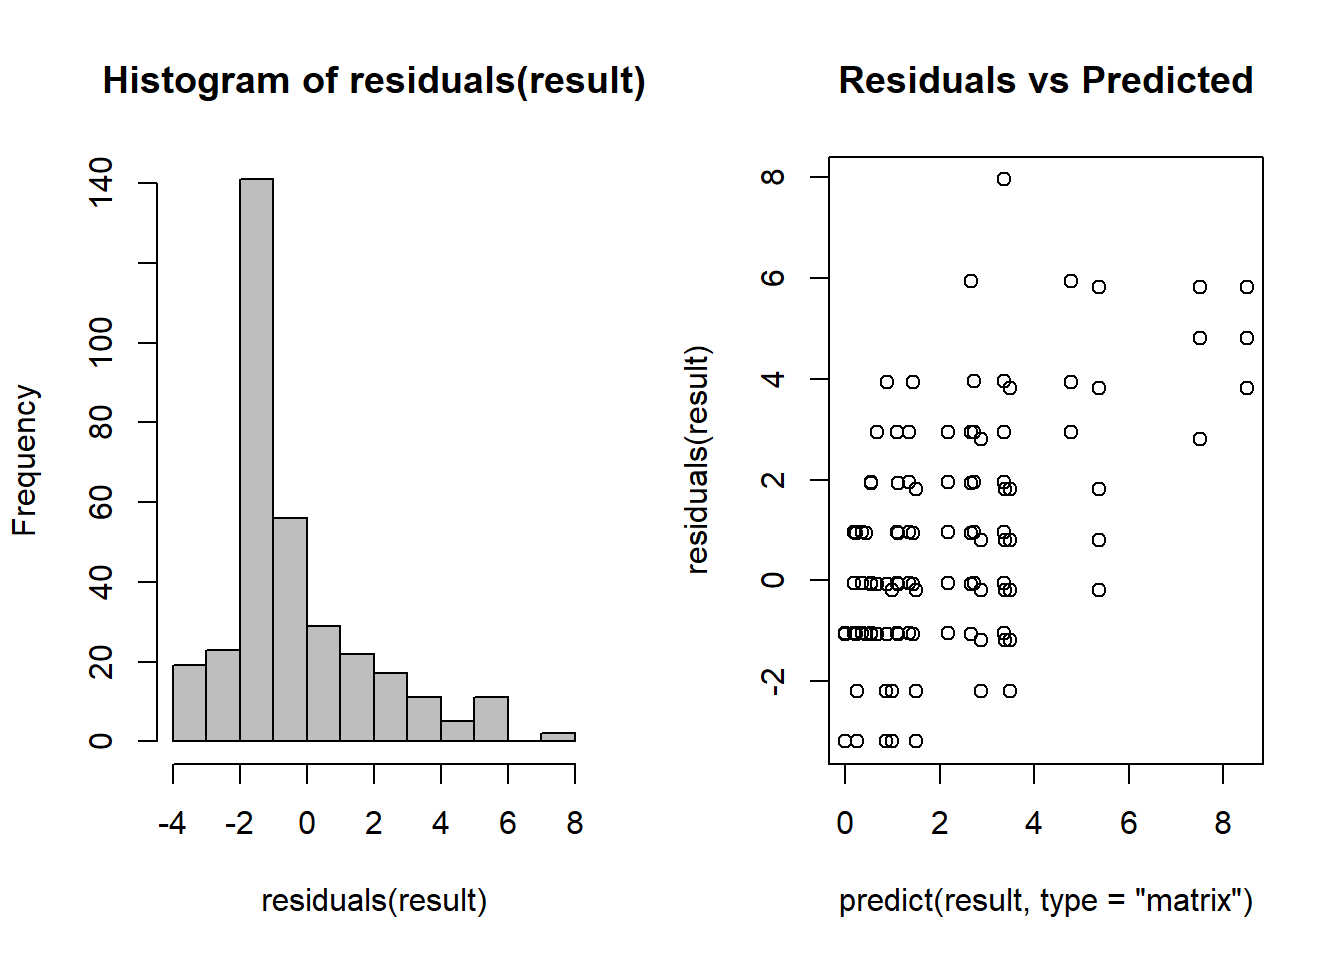 Histogram of residuals(result)
Frequency
140
100
80
60
40
20
0
-4 -2 0 2 4 6 8
residuals(result)
Residuals vs Predicted
residuals(result)
8
6
4
2
0
-2
0 2 4 6 8
predict(result, type = "matrix")